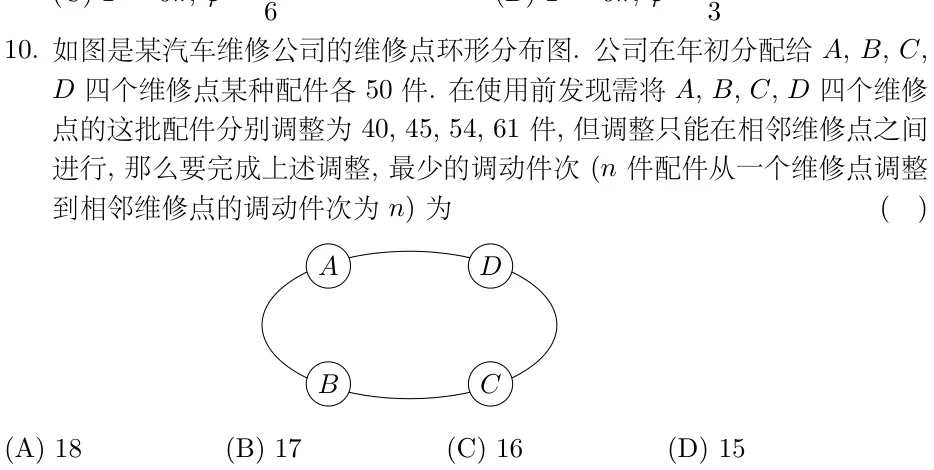 6 3
10. 如图是某汽车维修公司的维修点环形分布图. 公司在年初分配给 A, B, C,
D 四个维修点某种配件各 50 件. 在使用前发现需将 A, B, C, D 四个维修
点的这批配件分别调整为 40, 45, 54, 61 件, 但调整只能在相邻维修点之间
进行, 那么要完成上述调整, 最少的调动件次 (n 件配件从一个维修点调整
到相邻维修点的调动件次为 n) 为 ( )
A D
B C
(A) 18 (B) 17 (C) 16 (D) 15